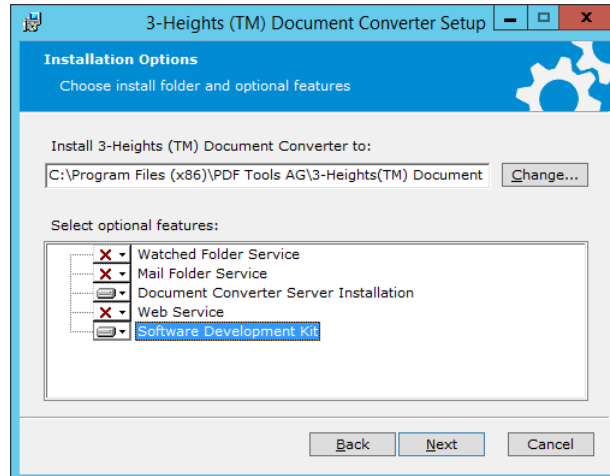 3-Heights (TM) Document Converter Setup
Installation Options
Choose install folder and optional features
Install 3-Heights (TM) Document Converter to:
C:\Program Files (x86)\PDF Tools AG\3-Heights(TM) Document
Change...
Select optional features:
Watched Folder Service
Mail Folder Service
Document Converter Server Installation
Web Service
Software Development Kit
Back Next Cancel